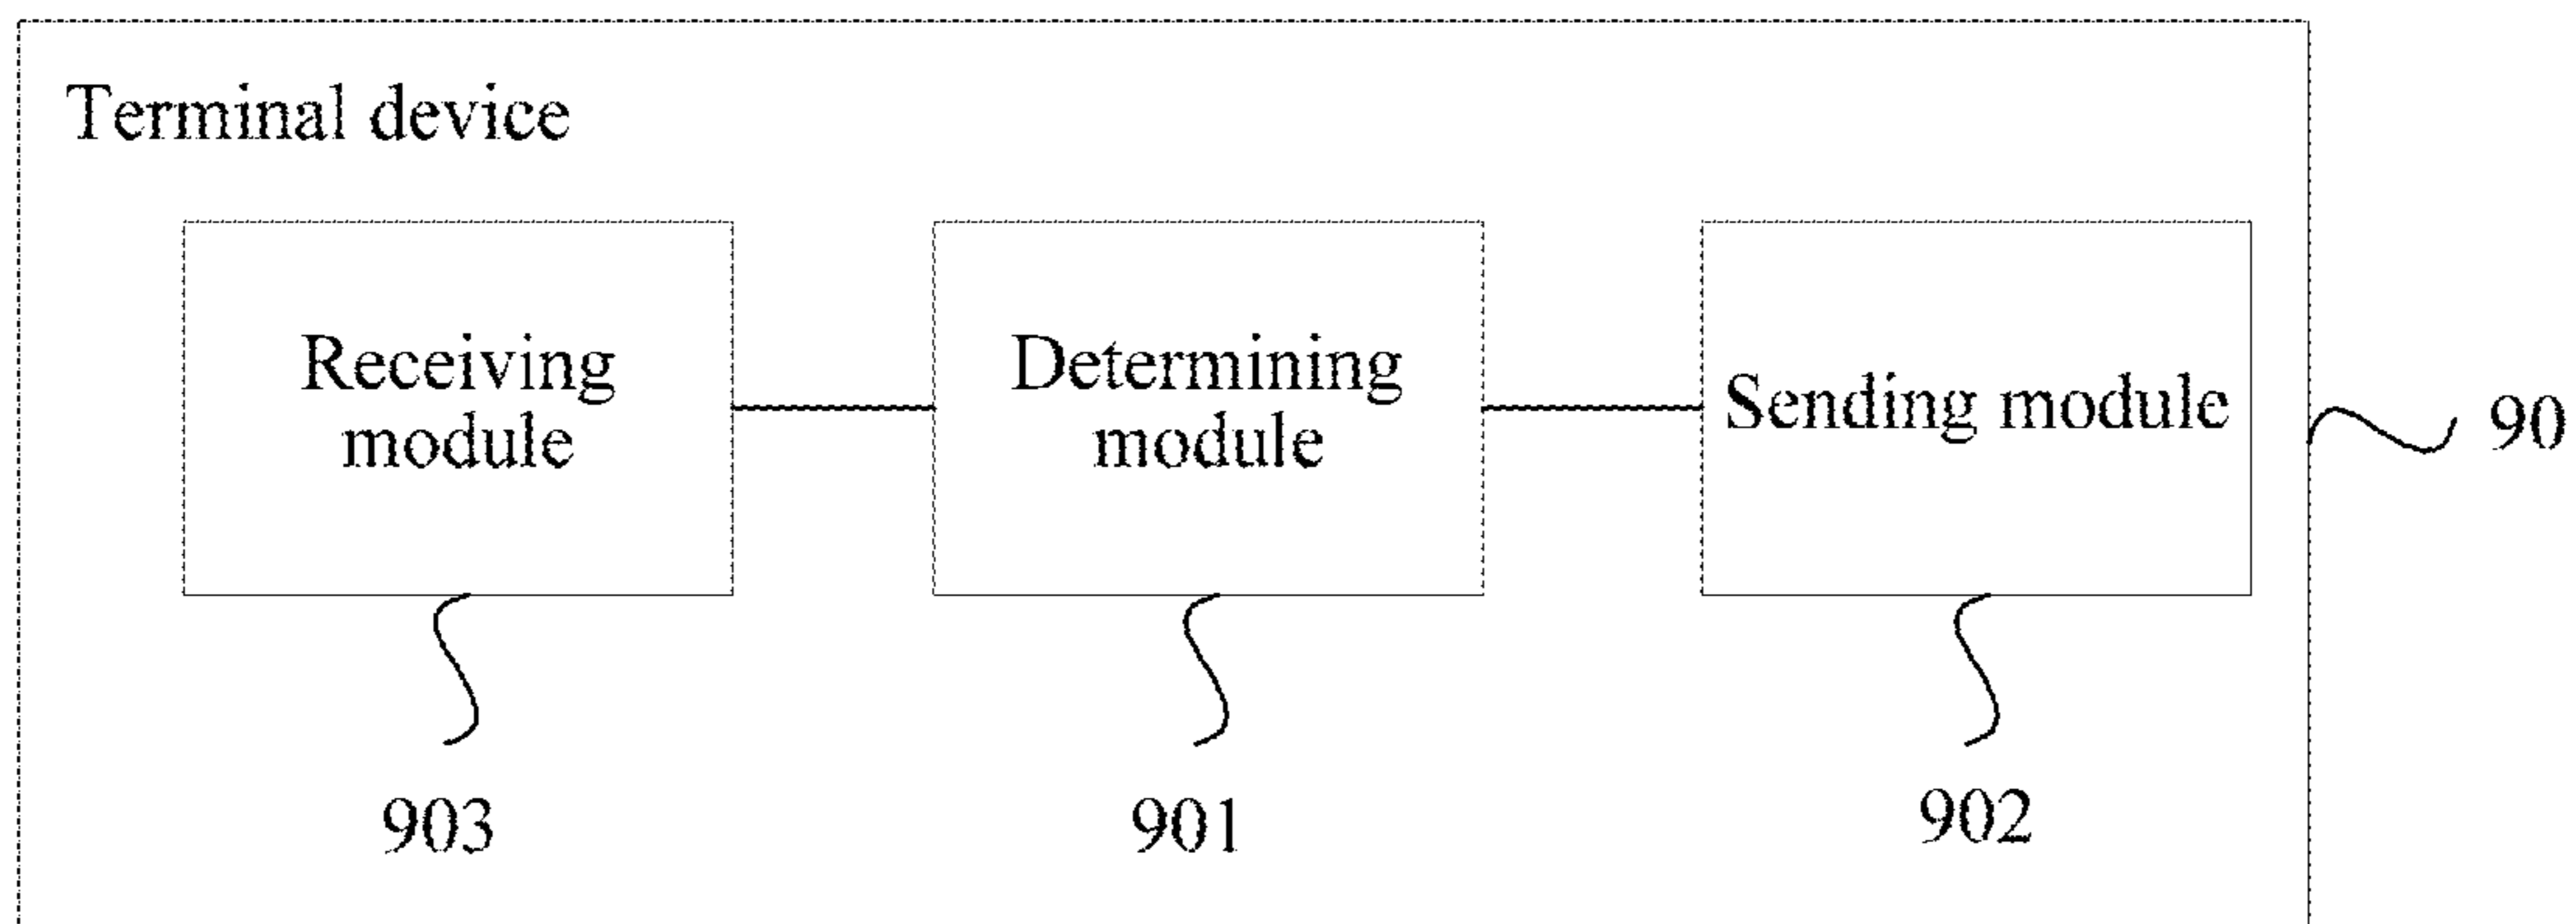 Terminal device
Receiving
module
Determining
module
Sending module
90
903
901
902